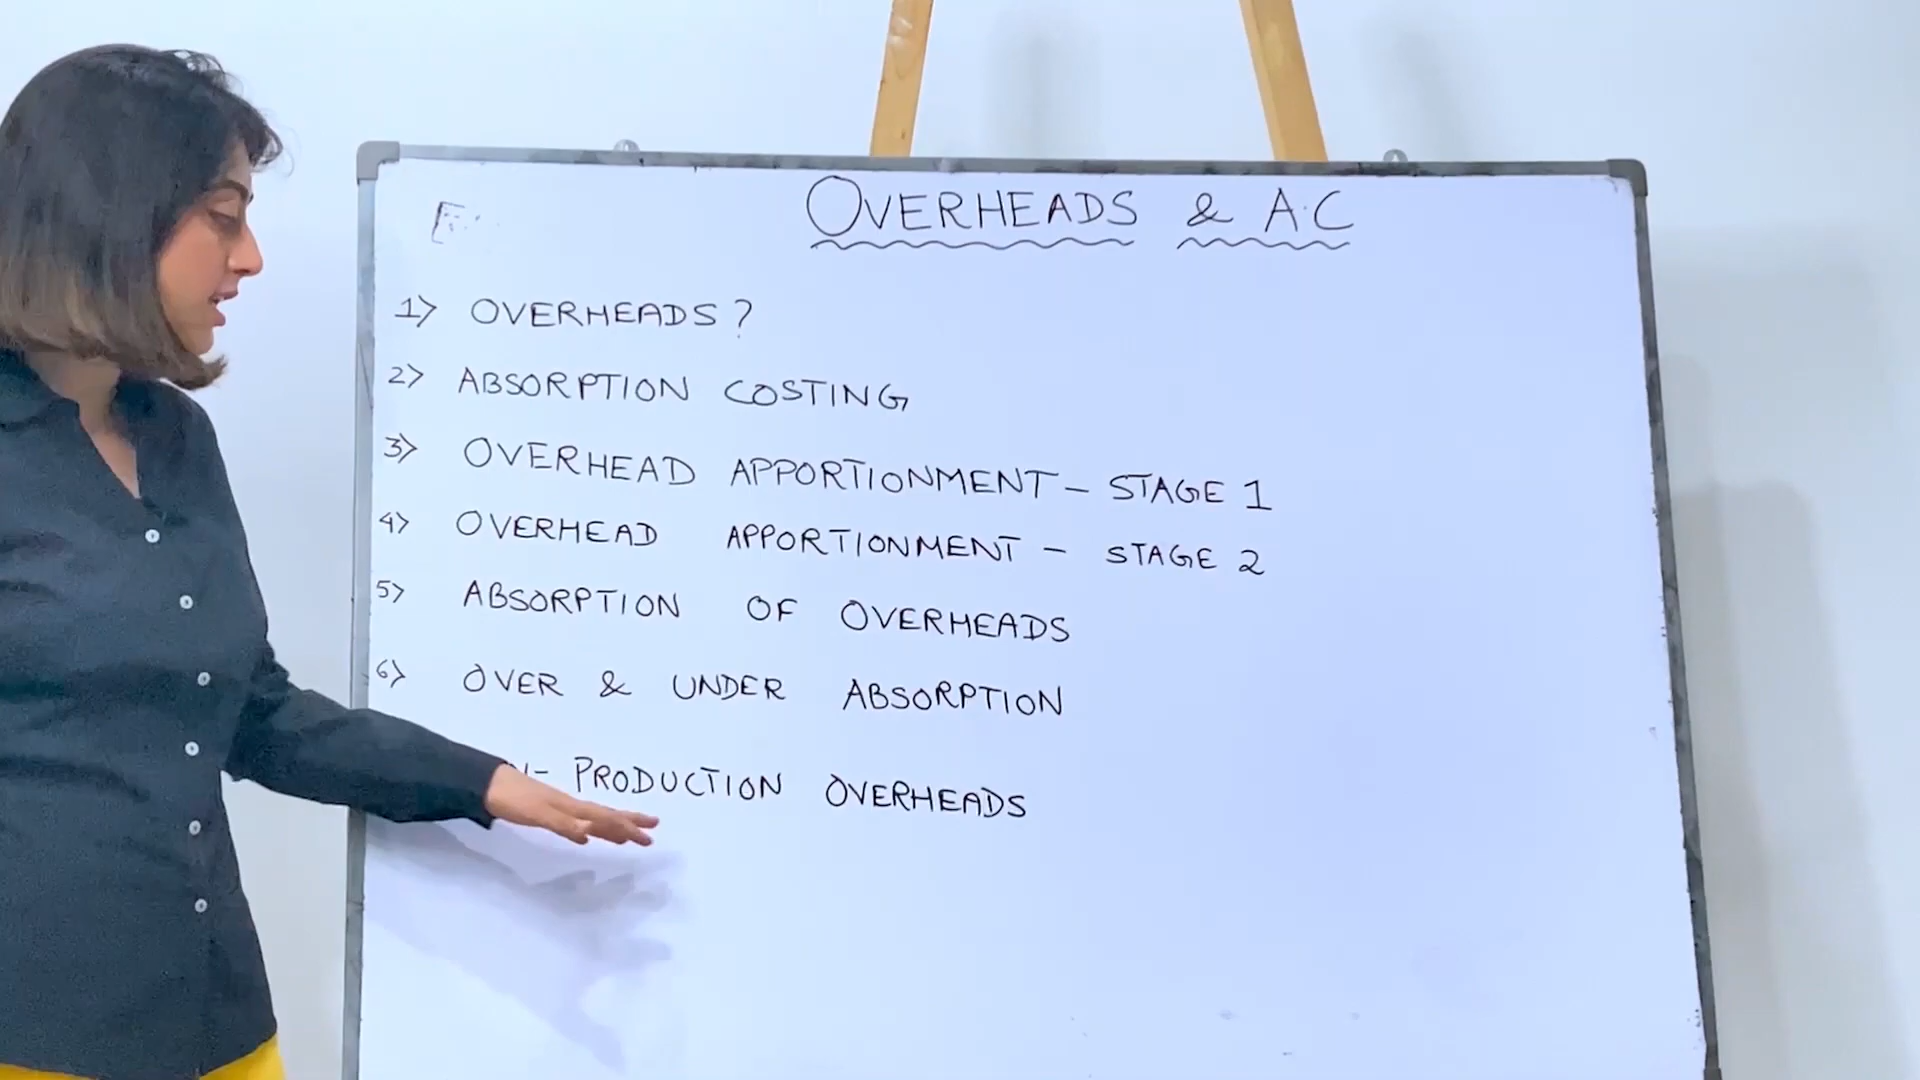 OVERHEADS & A.C
1> OVERHEADS?
2> ABSORPTION COSTING
3> OVERHEAD APPORTIONMENT - STAGE 1
4> OVERHEAD APPORTIONMENT - STAGE 2
5> ABSORPTION OF OVERHEADS
6> OVER & UNDER ABSORPTION
- PRODUCTION OVERHEADS